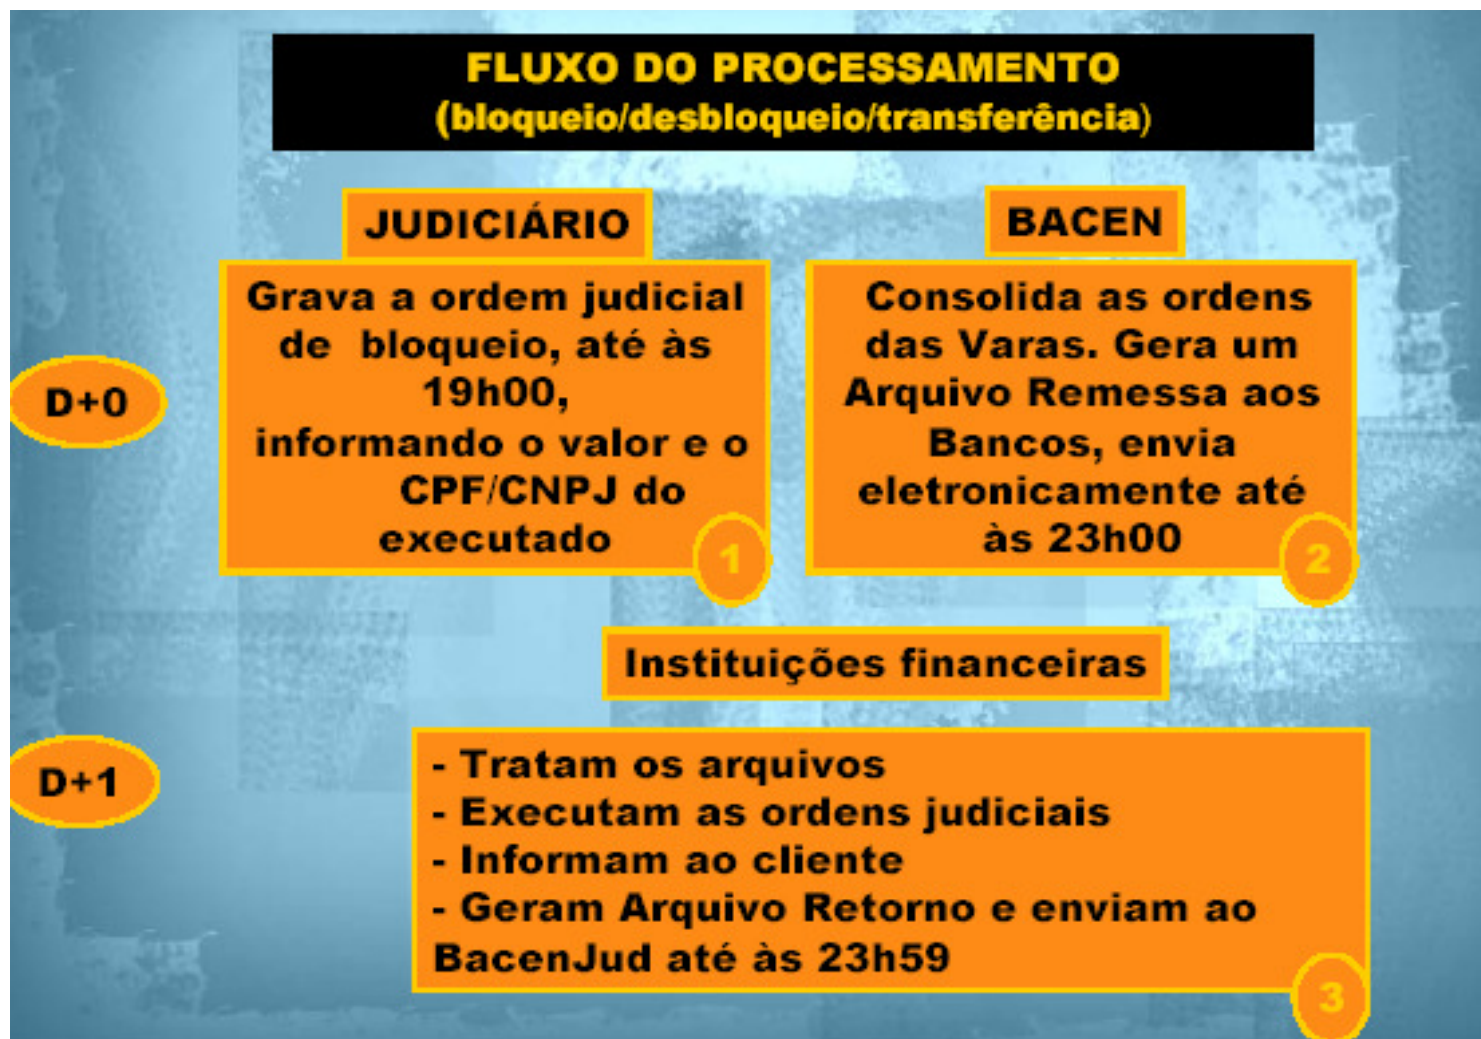 FLUXO DO PROCESSAMENTO
(bloqueio/desbloqueio/transferência)
JUDICIÁRIO
BACEN
D+0
Grava a ordem judicial
de bloqueio, até às
19h00,
informando o valor e o
CPF/CNPJ do
executado
1
Consolida as ordens
das Varas. Gera um
Arquivo Remessa aos
Bancos, envia
eletronicamente até
às 23h00
2
Instituições financeiras
D+1
- Tratam os arquivos
- Executam as ordens judiciais
- Informam ao cliente
- Geram Arquivo Retorno e enviam ao
BacenJud até às 23h59
3